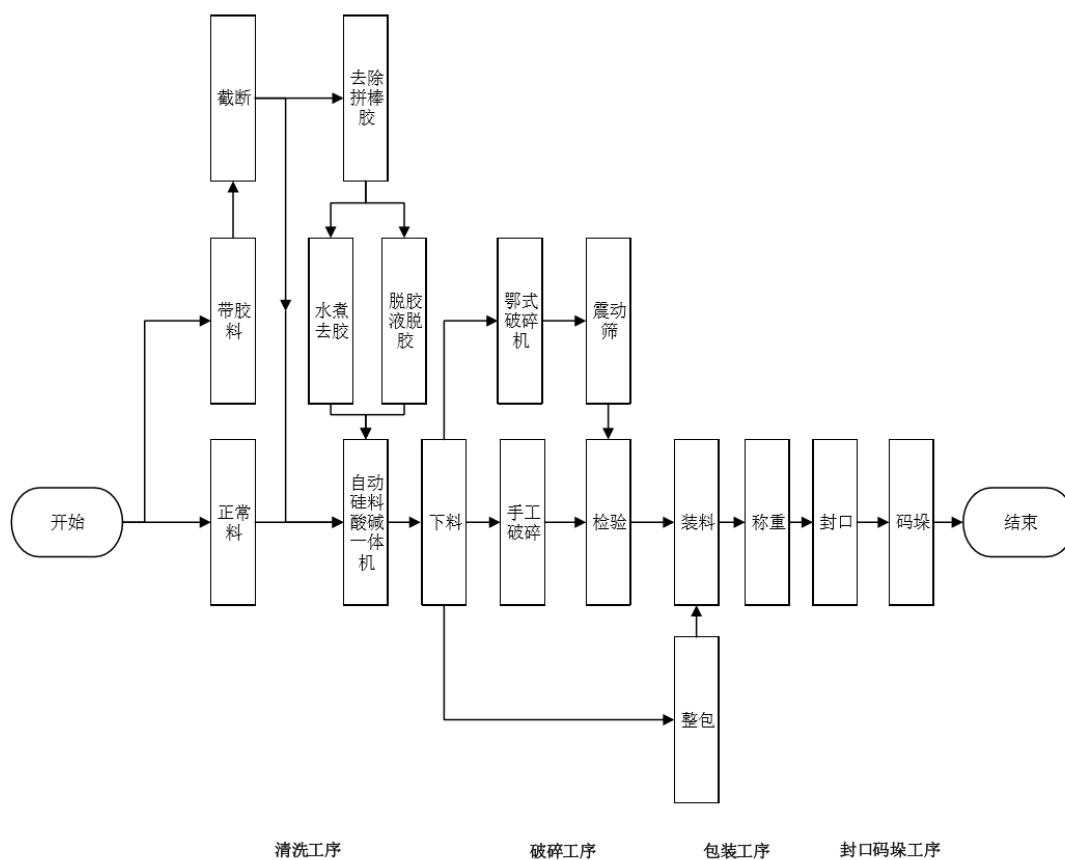 截断
去除
拼棒
胶
带胶
料
水煮
去胶
脱胶
液脱
胶
鄂式
破碎
机
震动
筛
开始
正常
料
自动
硅料
酸碱
一体
机
下料
手工
破碎
检验
装料
称重
封口
码垛
结束
整包
清洗工序
破碎工序
包装工序
封口码垛工序